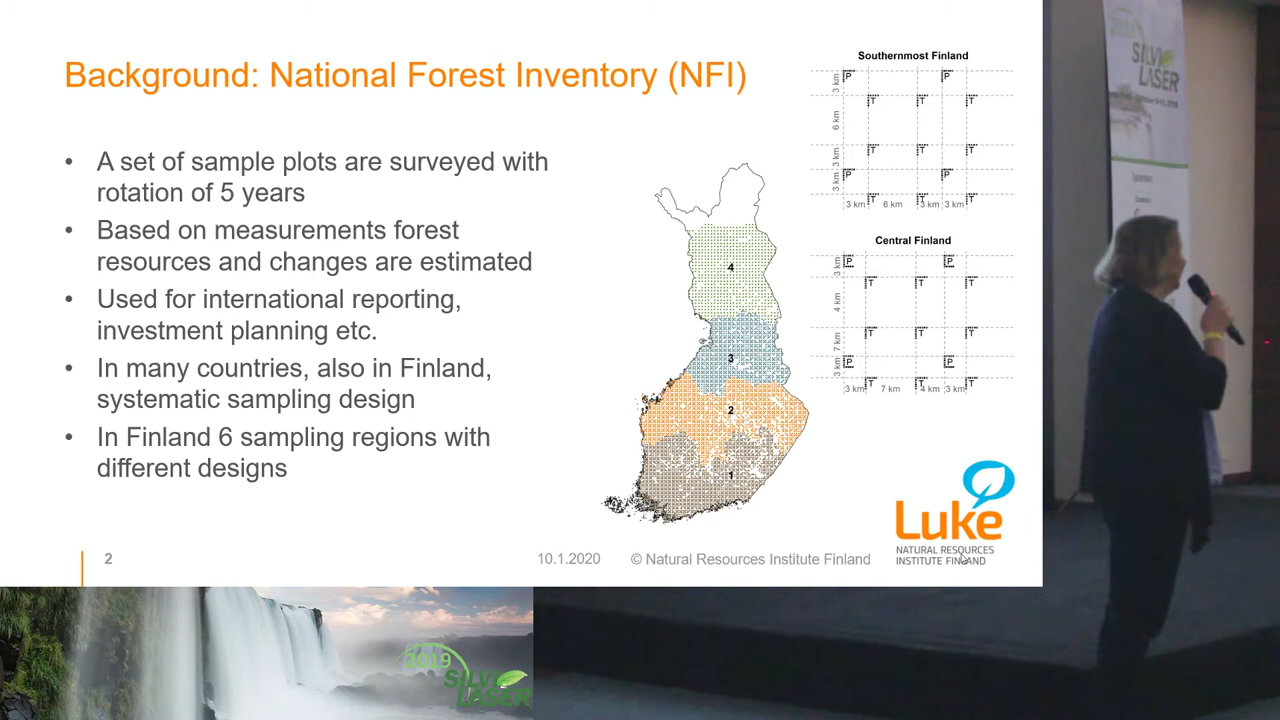 Background: National Forest Inventory (NFI)
• A set of sample plots are surveyed with
rotation of 5 years
• Based on measurements forest
resources and changes are estimated
• Used for international reporting,
investment planning etc.
• In many countries, also in Finland,
systematic sampling design
• In Finland 6 sampling regions with
different designs
4
3
2
1
Southernmost Finland
3 km
6 km
3 km
3 km
P P
T T T
T T T
P P
T T T
3 km 6 km 3 km 3 km
Central Finland
3 km
4 km
7 km
3 km
P P
T T T
T T T
P P
T T T
3 km 7 km 4 km 3 km
Luke
NATURAL RESOURCES
INSTITUTE FINLAND
2
10.1.2020
© Natural Resources Institute Finland
2019
SILVI
LASER
2019
SILVI
LASER